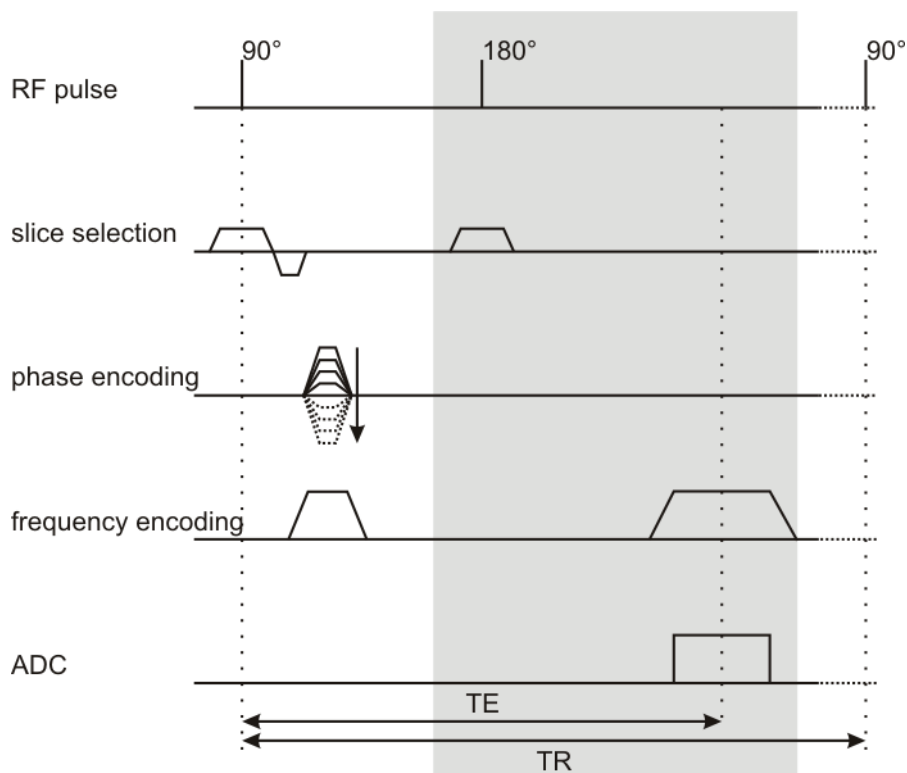 90°
180°
90°
RF pulse
slice selection
phase encoding
frequency encoding
ADC
TE
TR